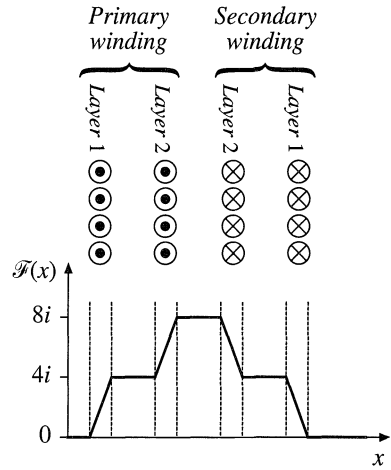 Primary
winding
Secondary
winding
Layer 1
Layer 2
Layer 2
Layer 1
ℱ(x)
8i
4i
0
x